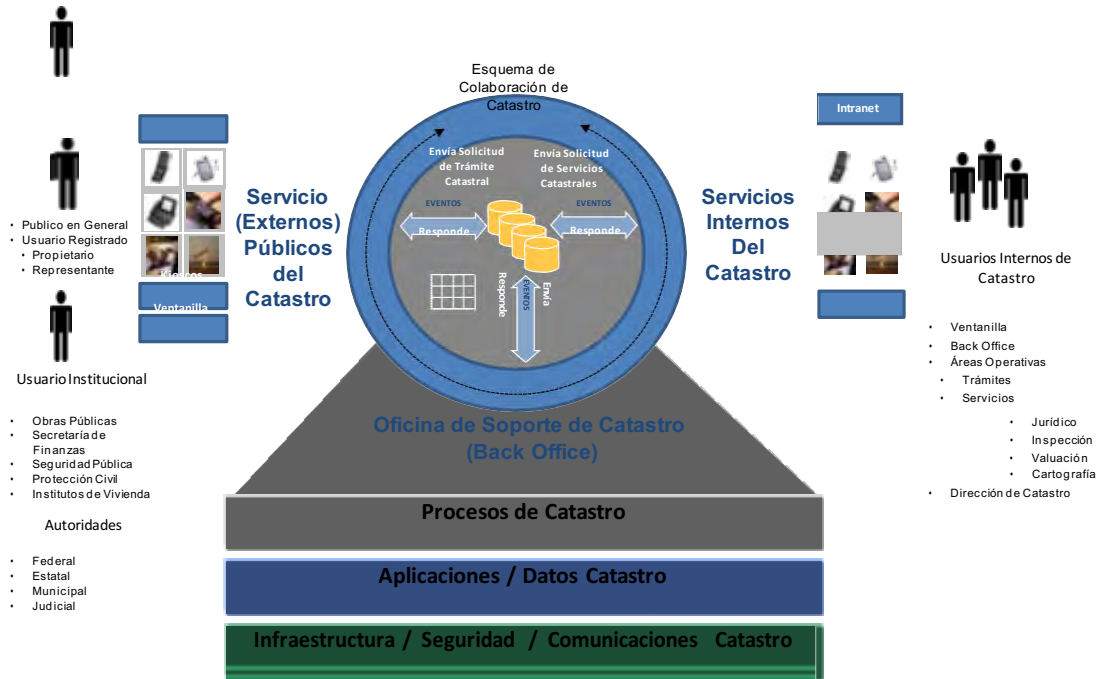 Esquema de
Colaboración de
Catastro
Envía Solicitud
de Trámite
Catastral
Envía Solicitud
de Servicios
Catastrales
EVENTOS
Responde
EVENTOS
Responde
Responde
EVENTOS
Envía
Servicio
(Externos)
Públicos
del
Catastro
Kioscos
Ventanilla
• Publico en General
• Usuario Registrado
• Propietario
• Representante
Usuario Institucional
• Obras Públicas
• Secretaría de
Finanzas
• Seguridad Pública
• Protección Civil
• Institutos de Vivienda
Autoridades
• Federal
• Estatal
• Municipal
• Judicial
Servicios
Internos
Del
Catastro
Intranet
Usuarios Internos de
Catastro
• Ventanilla
• Back Office
• Áreas Operativas
• Trámites
• Servicios
• Jurídico
• Inspección
• Valuación
• Cartografía
• Dirección de Catastro
Oficina de Soporte de Catastro
(Back Office)
Procesos de Catastro
Aplicaciones / Datos Catastro
Infraestructura / Seguridad / Comunicaciones Catastro